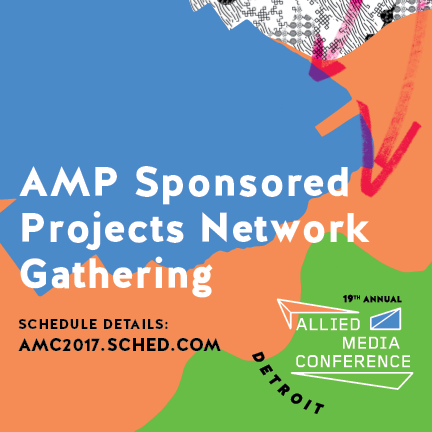 AMP Sponsored
Projects Network
Gathering
SCHEDULE DETAILS:
AMC2017.SCHED.COM
19TH ANNUAL
ALLIED
MEDIA
CONFERENCE
DETROIT